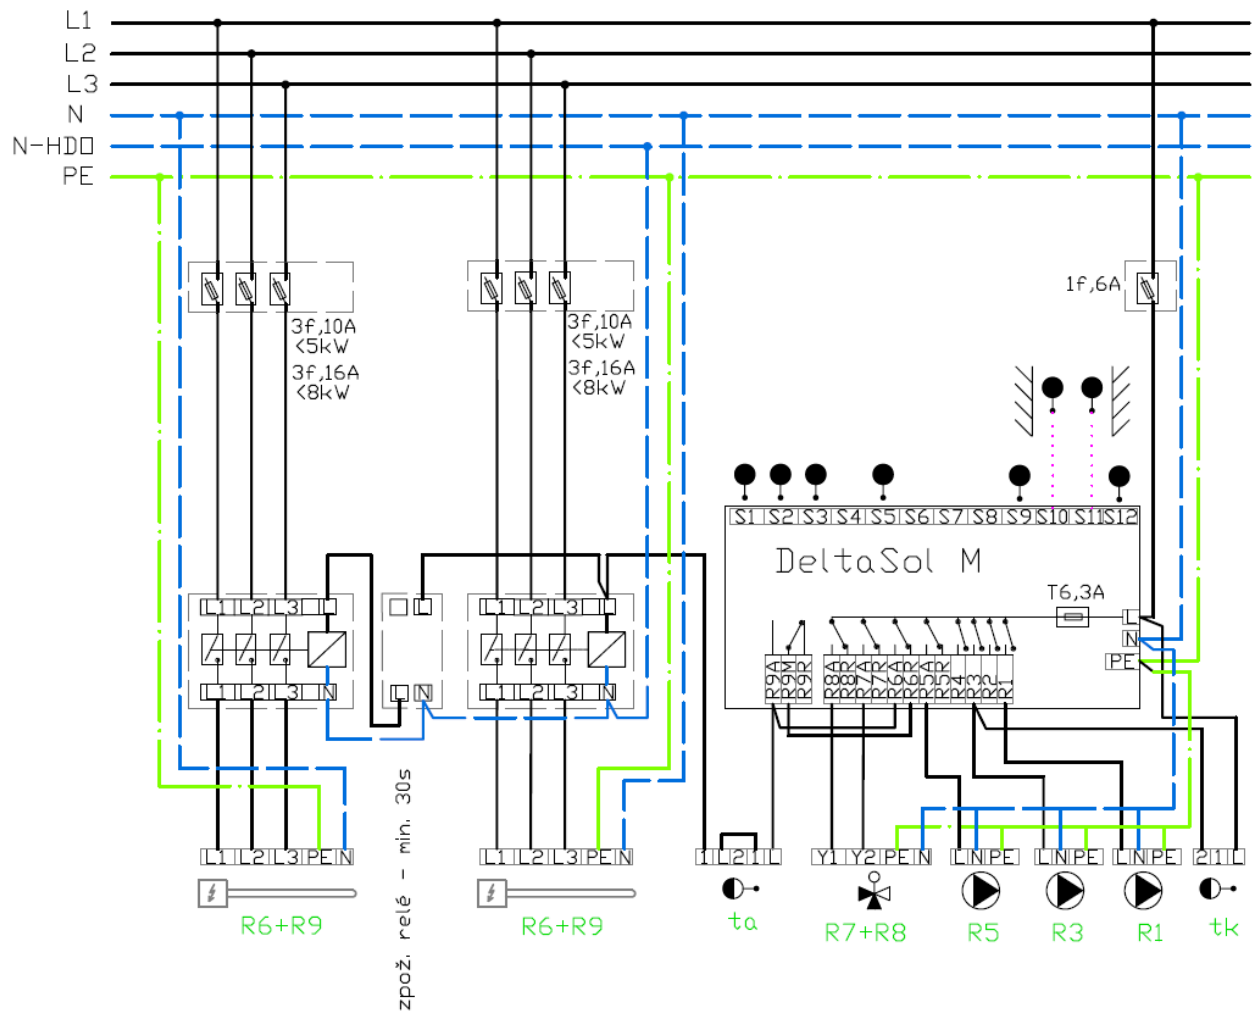 L1
L2
L3
N
N-HDO
PE
3f,10A
<5kW
3f,16A
<8kW
3f,10A
<5kW
3f,16A
<8kW
1f,6A
S1 S2 S3 S4 S5 S6 S7 S8 S9 S10 S11 S12
DeltaSol M
T6,3A
L
N
PE
L1 L2 L3
L
L1 L2 L3
R9A R9M R9R R8A R8R R7A R7R R6A R6R R5A R5R R4 R3 R2 R1
L1 L2 L3 N
L N
L1 L2 L3 N
zpož. relé - min. 30s
L1 L2 L3 PE N
L1 L2 L3 PE N
1 L 2 1 L
Y1 Y2 PE N
L N PE
L N PE
L N PE
2 1 L
R6+R9
R6+R9
ta
R7+R8
R5
R3
R1
tk